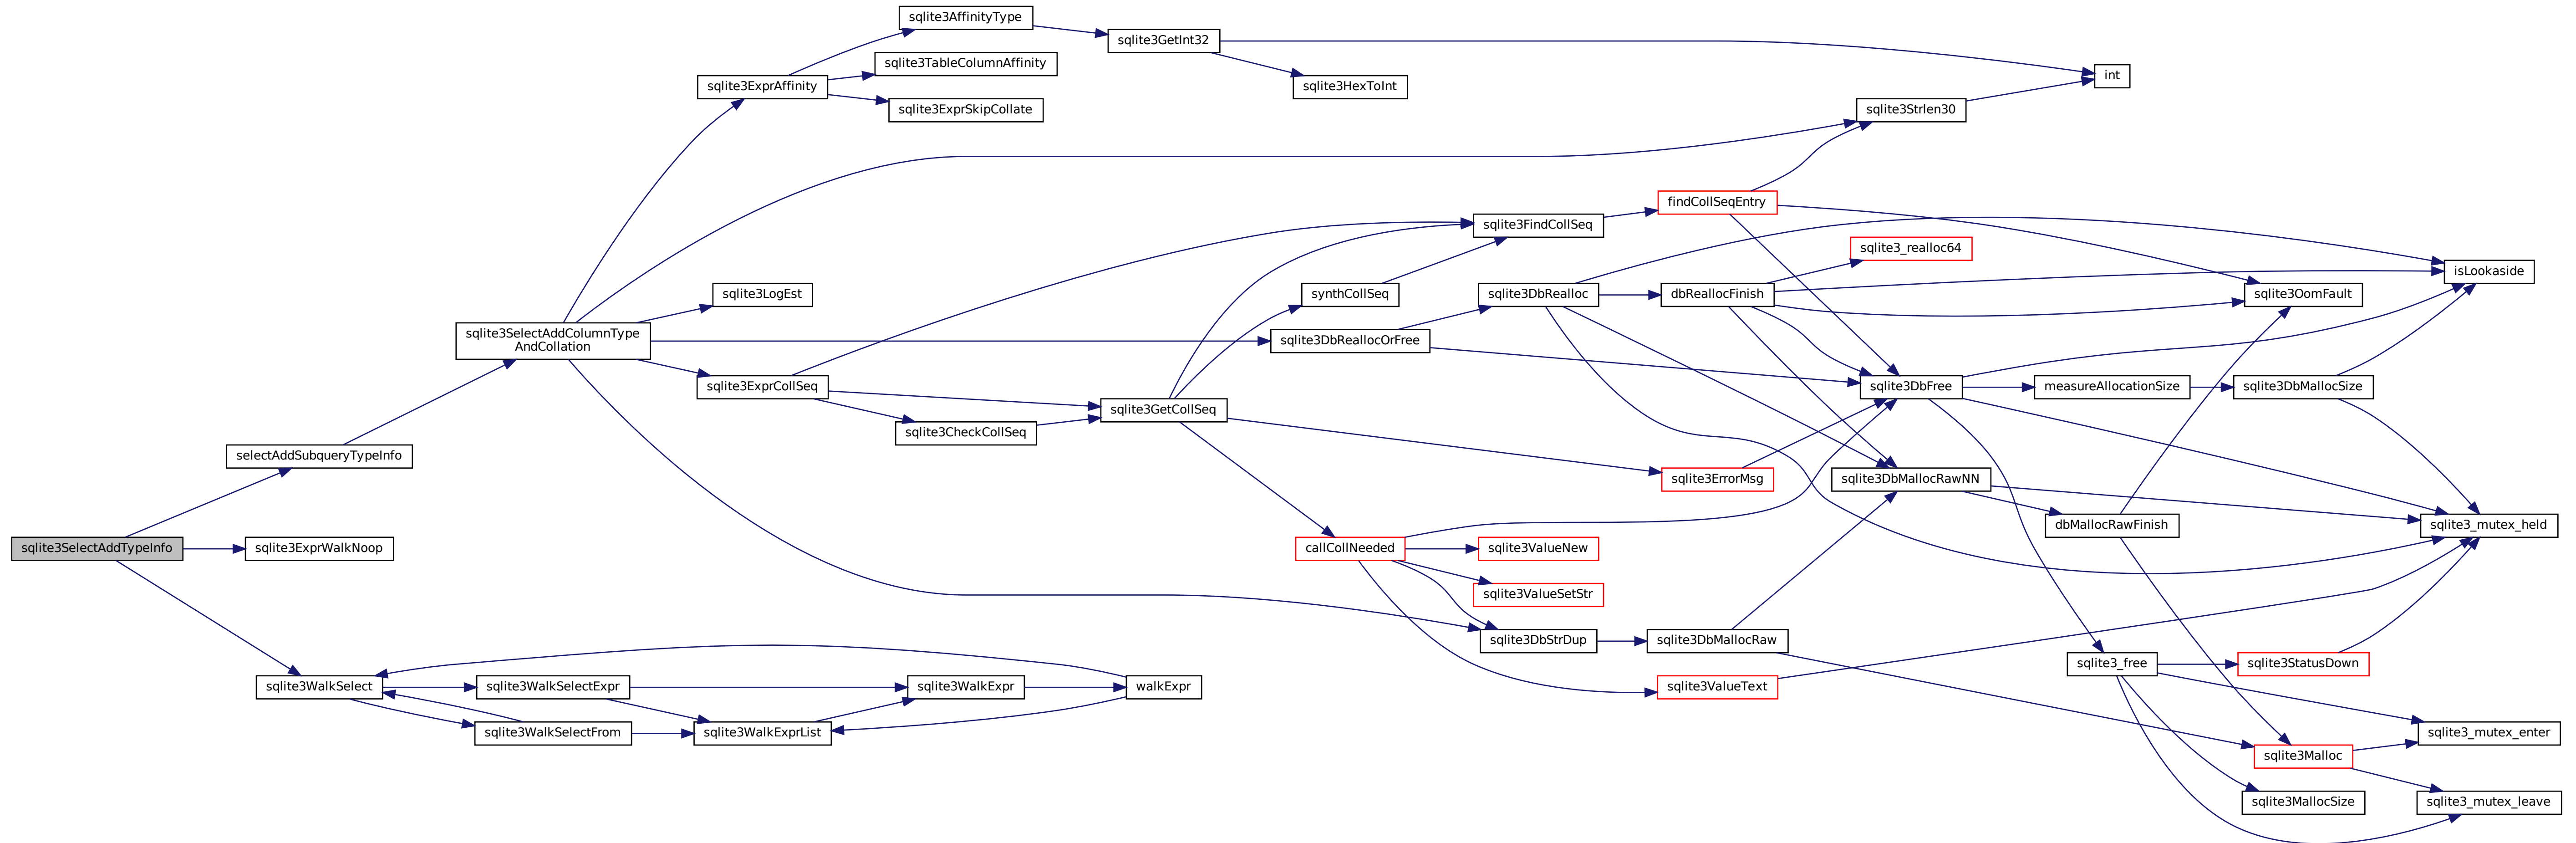 sqlite3AffinityType
sqlite3GetInt32
sqlite3TableColumnAffinity
int
sqlite3ExprAffinity
sqlite3HexToInt
sqlite3ExprSkipCollate
sqlite3Strlen30
findCollSeqEntry
sqlite3FindCollSeq
sqlite3_realloc64
isLookaside
sqlite3LogEst
synthCollSeq
sqlite3DbRealloc
dbReallocFinish
sqlite3OomFault
sqlite3SelectAddColumnType
AndCollation
sqlite3DbReallocOrFree
sqlite3ExprCollSeq
sqlite3DbFree
measureAllocationSize
sqlite3DbMallocSize
sqlite3GetCollSeq
sqlite3CheckCollSeq
selectAddSubqueryTypeInfo
sqlite3ErrorMsg
sqlite3DbMallocRawNN
dbMallocRawFinish
sqlite3_mutex_held
sqlite3SelectAddTypeInfo
sqlite3ExprWalkNoop
callCollNeeded
sqlite3ValueNew
sqlite3ValueSetStr
sqlite3DbStrDup
sqlite3DbMallocRaw
sqlite3_free
sqlite3StatusDown
sqlite3WalkSelect
sqlite3WalkSelectExpr
sqlite3WalkExpr
walkExpr
sqlite3ValueText
sqlite3WalkSelectFrom
sqlite3WalkExprList
sqlite3_mutex_enter
sqlite3Malloc
sqlite3MallocSize
sqlite3_mutex_leave